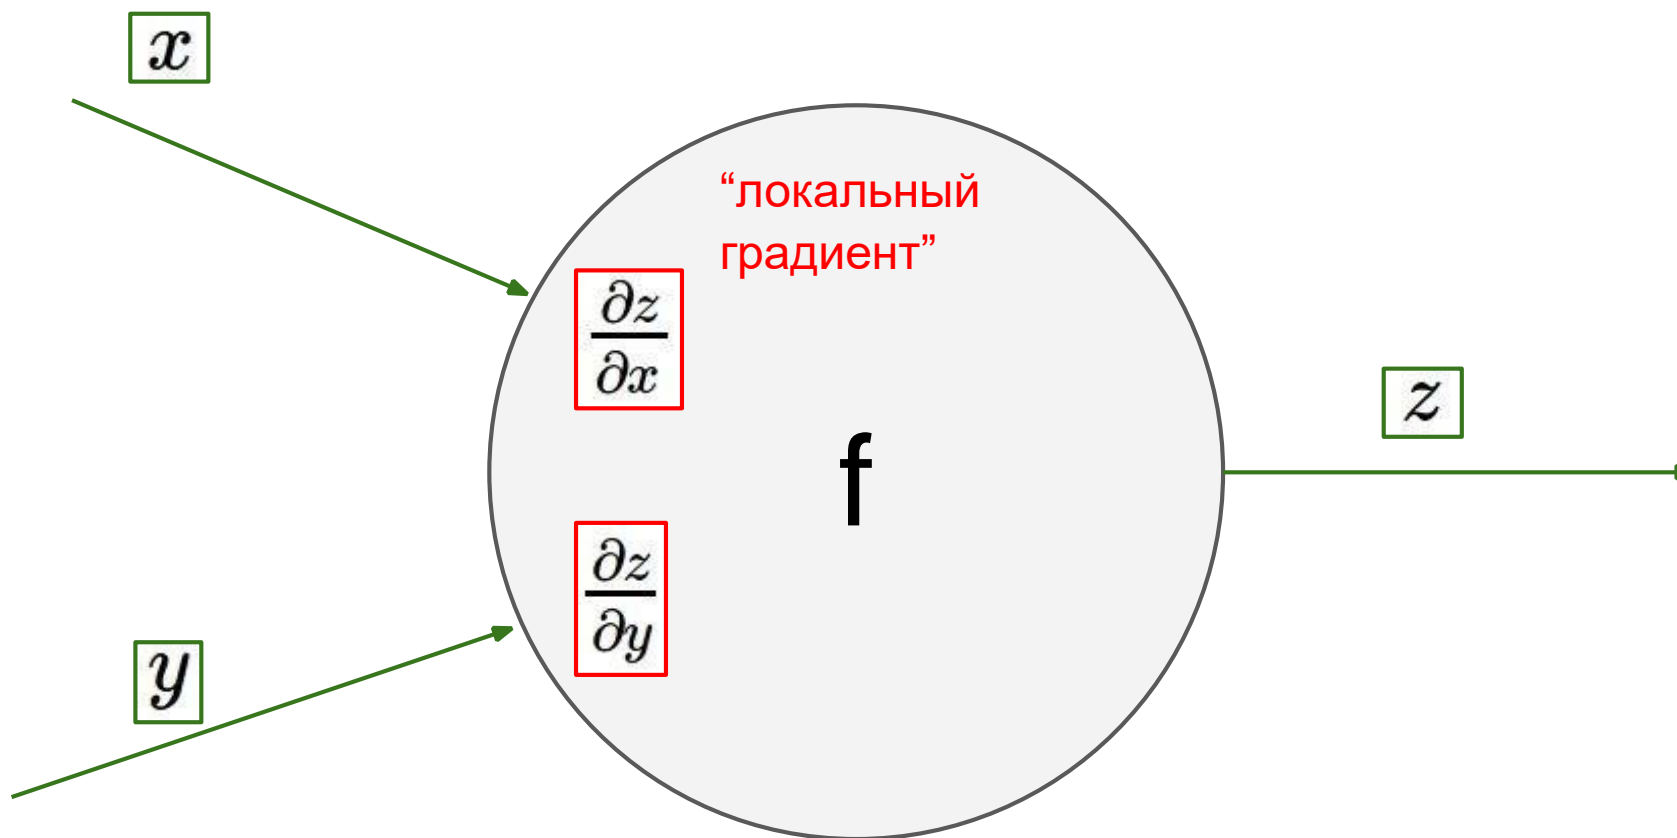 x
“локальный
градиент”
∂z
∂x
f
z
∂z
∂y
y